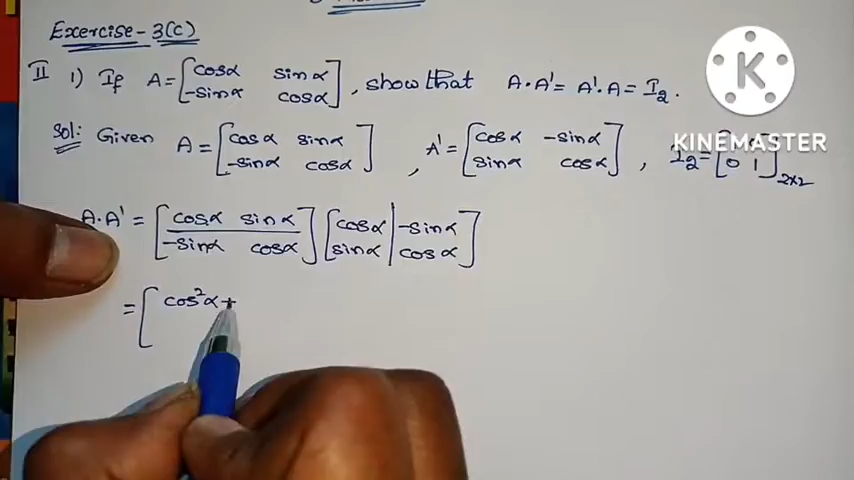 Exercise-3(c)
II 1) If A = [cosα sinα -sinα cosα], show that A·A' = A'·A = I₂.
Sol: Given A = [cosα sinα -sinα cosα], A' = [cosα -sinα sinα cosα], I₂ = [0 1]₂ₓ₂
A·A' = [cosα sinα -sinα cosα] [cosα -sinα sinα cosα]
= [cos²α+
K
KINEMASTER